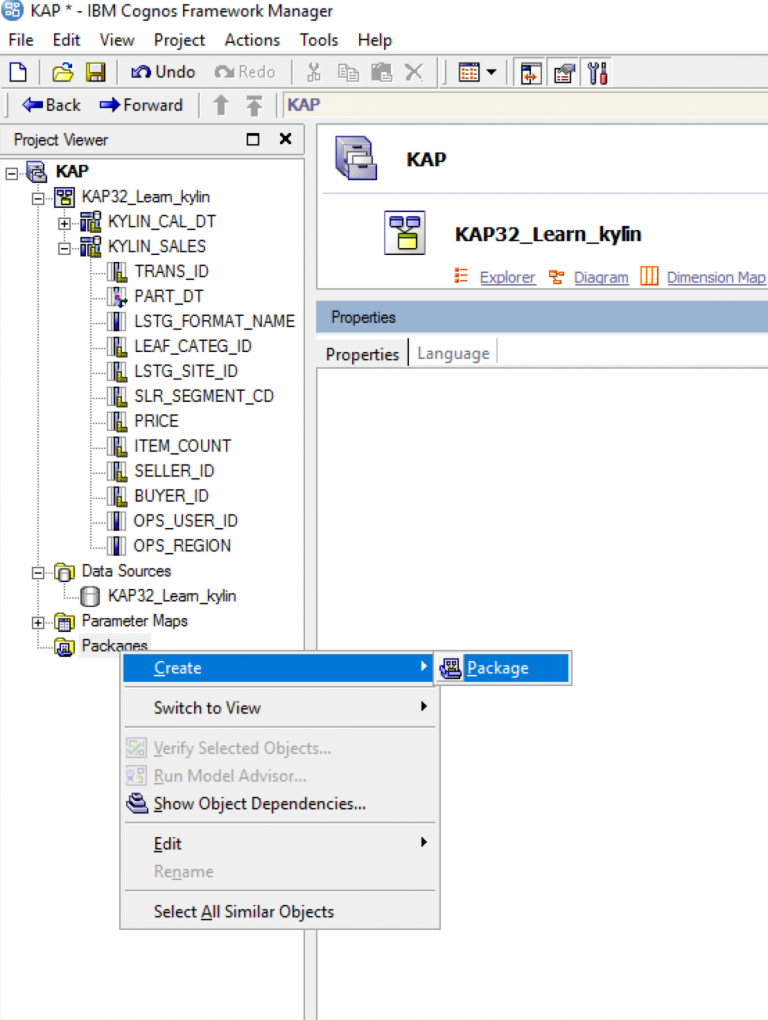 KAP * - IBM Cognos Framework Manager
File Edit View Project Actions Tools Help
Undo Redo
Back Forward KAP
Project Viewer
KAP
KAP32_Learn_kylin
KYLIN_CAL_DT
KYLIN_SALES
TRANS_ID
PART_DT
LSTG_FORMAT_NAME
LEAF_CATEG_ID
LSTG_SITE_ID
SLR_SEGMENT_CD
PRICE
ITEM_COUNT
SELLER_ID
BUYER_ID
OPS_USER_ID
OPS_REGION
Data Sources
KAP32_Learn_kylin
Parameter Maps
Packages
Create
Package
Switch to View
Verify Selected Objects...
Run Model Advisor...
Show Object Dependencies...
Edit
Rename
Select All Similar Objects
KAP
KAP32_Learn_kylin
Explorer Diagram Dimension Map
Properties
Properties Language